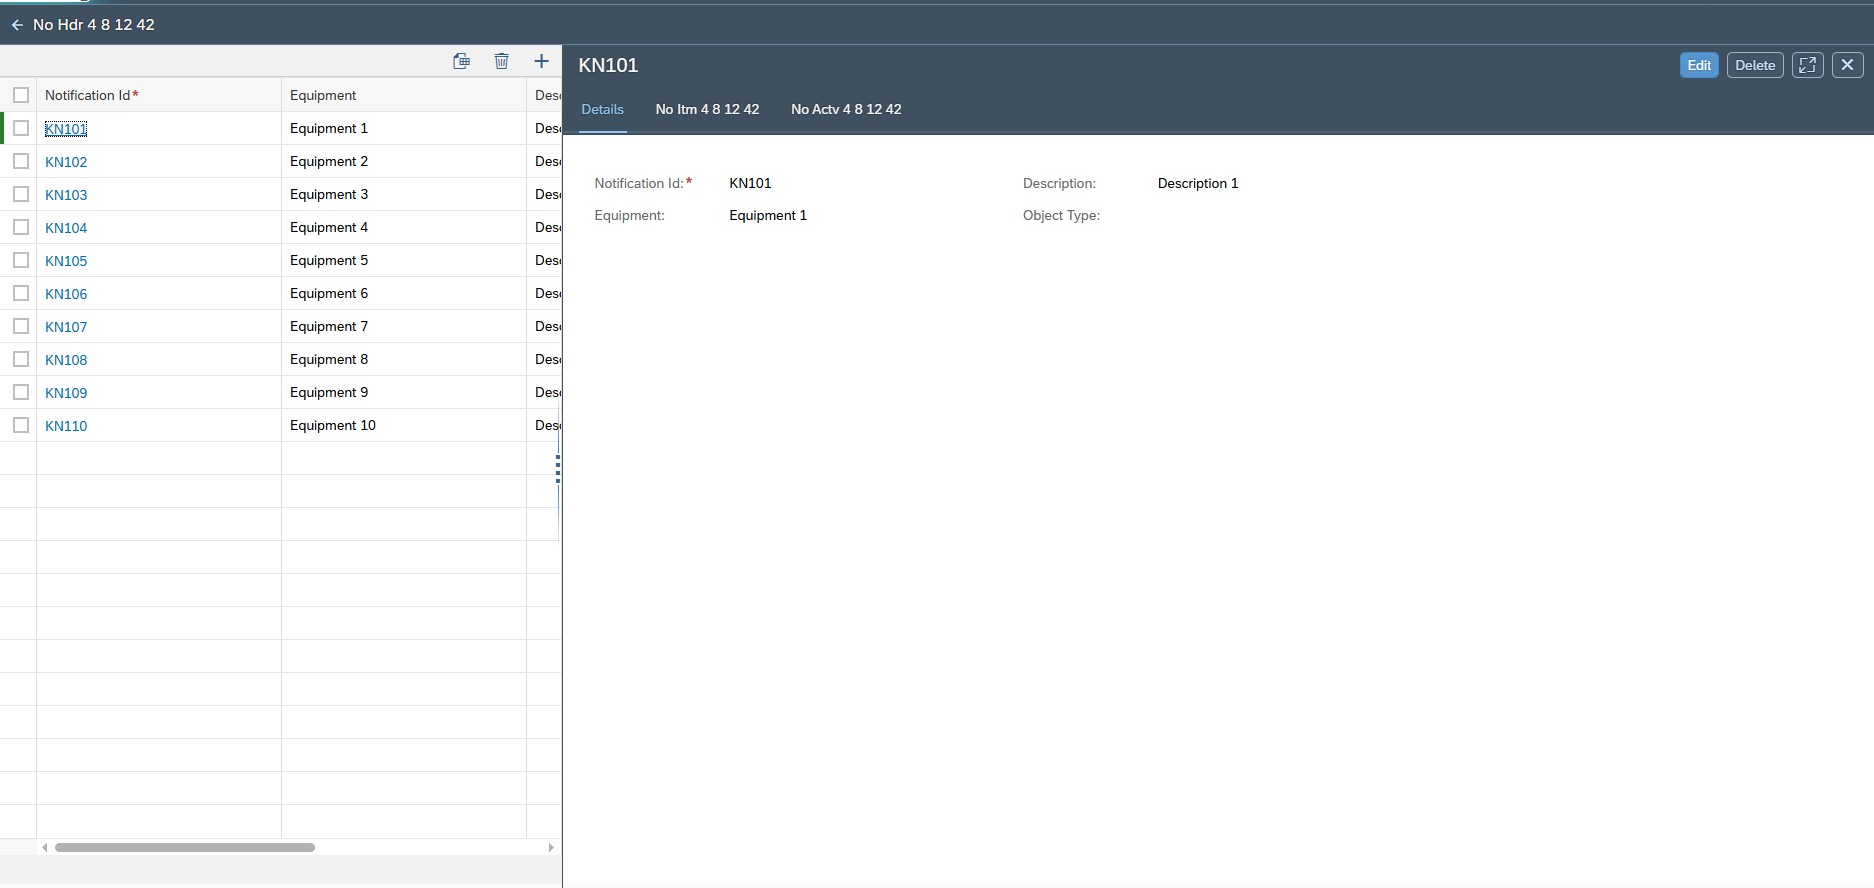 No Hdr 4 8 12 42
KN101
Edit
Delete
Details
No Itm 4 8 12 42
No Actv 4 8 12 42
Notification Id*
Equipment
KN101
Equipment 1
KN102
Equipment 2
KN103
Equipment 3
KN104
Equipment 4
KN105
Equipment 5
KN106
Equipment 6
KN107
Equipment 7
KN108
Equipment 8
KN109
Equipment 9
KN110
Equipment 10
Notification Id:* KN101
Description: Description 1
Equipment: Equipment 1
Object Type: